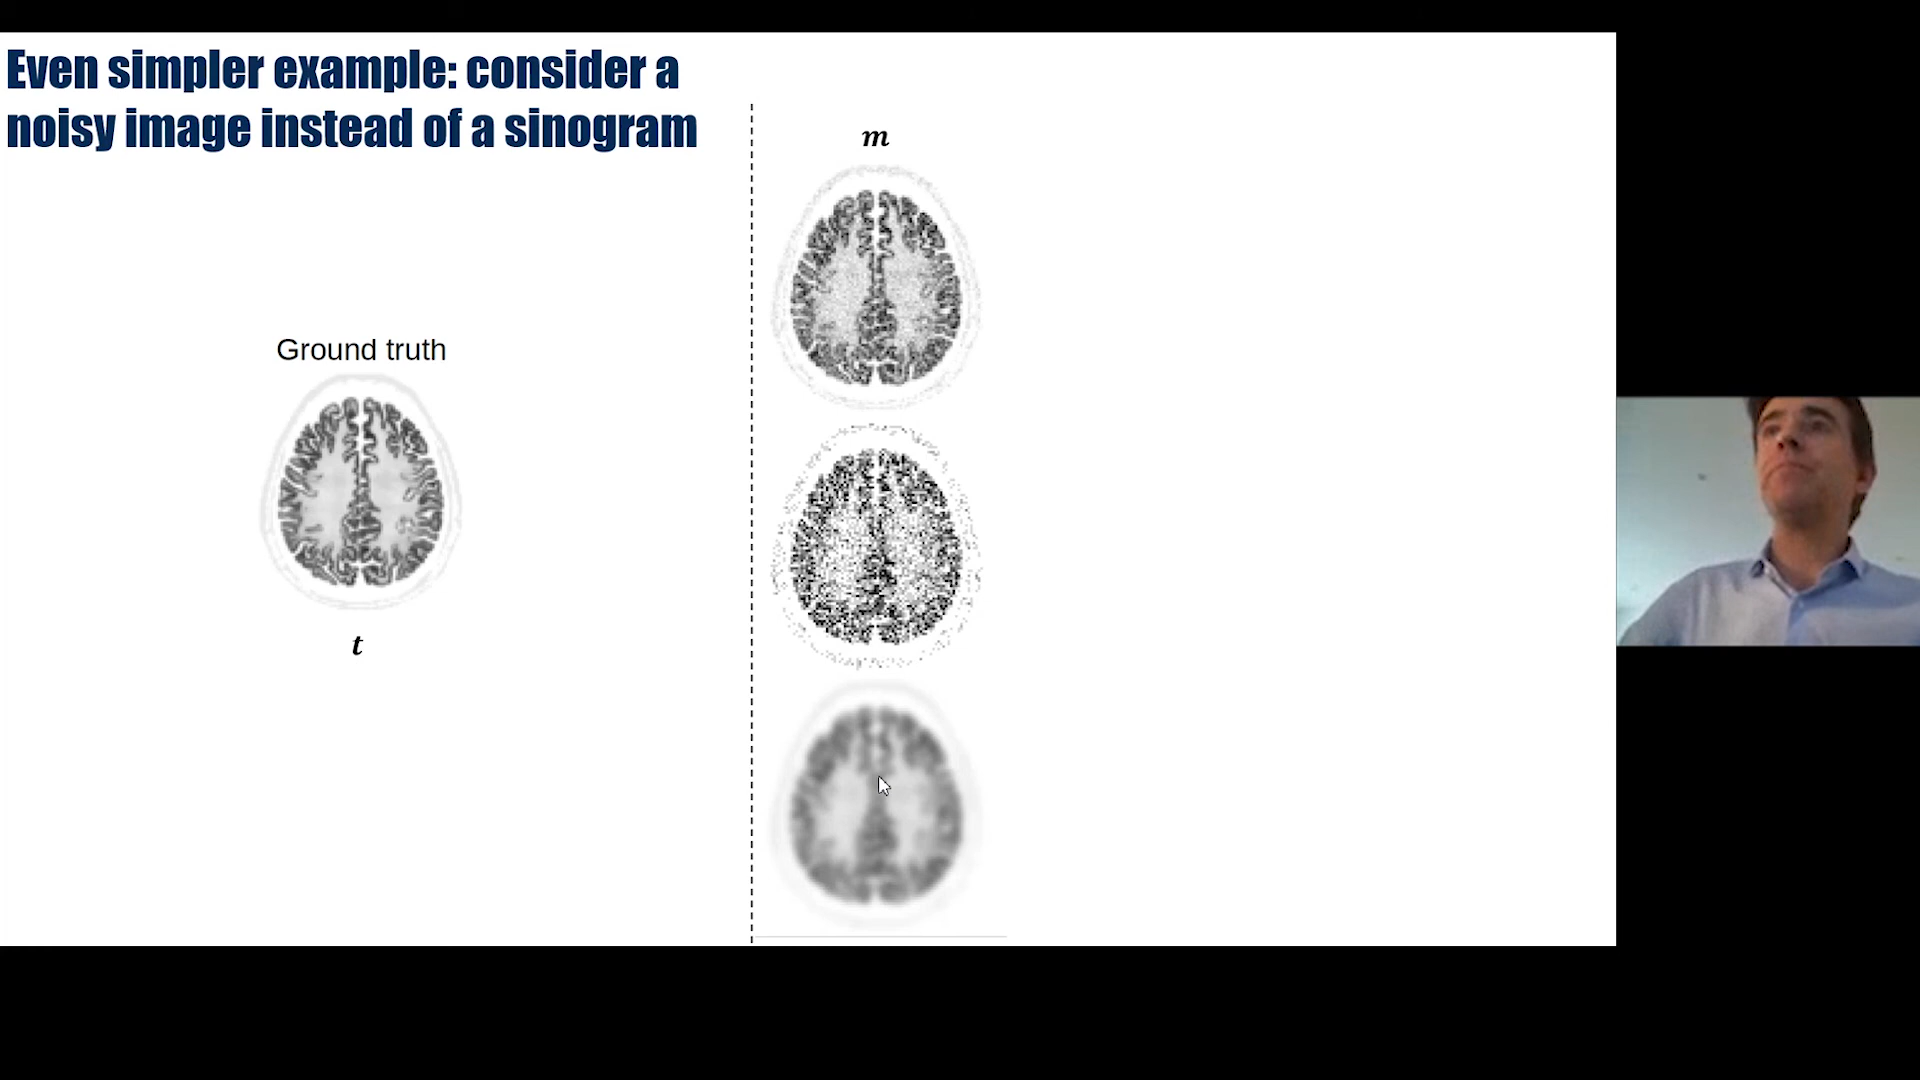 Even simpler example: consider a
noisy image instead of a sinogram
m
Ground truth
t